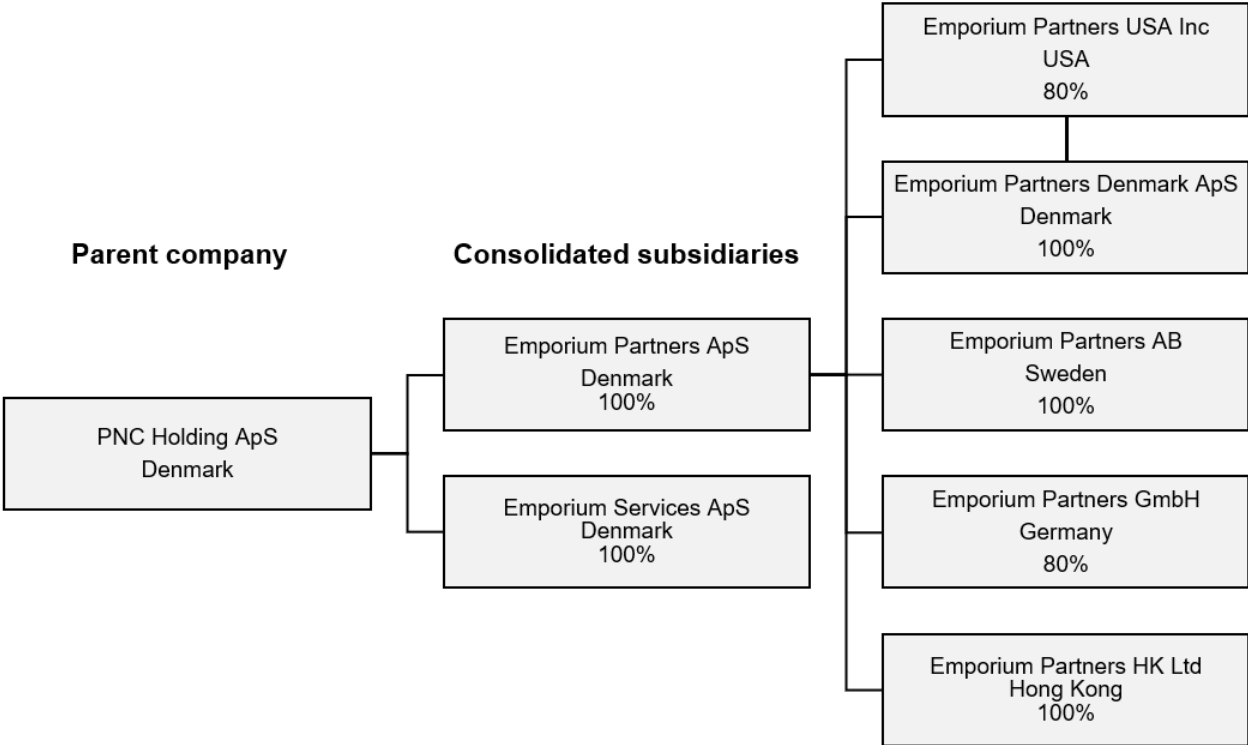 Parent company
Consolidated subsidiaries
PNC Holding ApS
Denmark
Emporium Partners ApS
Denmark
100%
Emporium Services ApS
Denmark
100%
Emporium Partners USA Inc
USA
80%
Emporium Partners Denmark ApS
Denmark
100%
Emporium Partners AB
Sweden
100%
Emporium Partners GmbH
Germany
80%
Emporium Partners HK Ltd
Hong Kong
100%